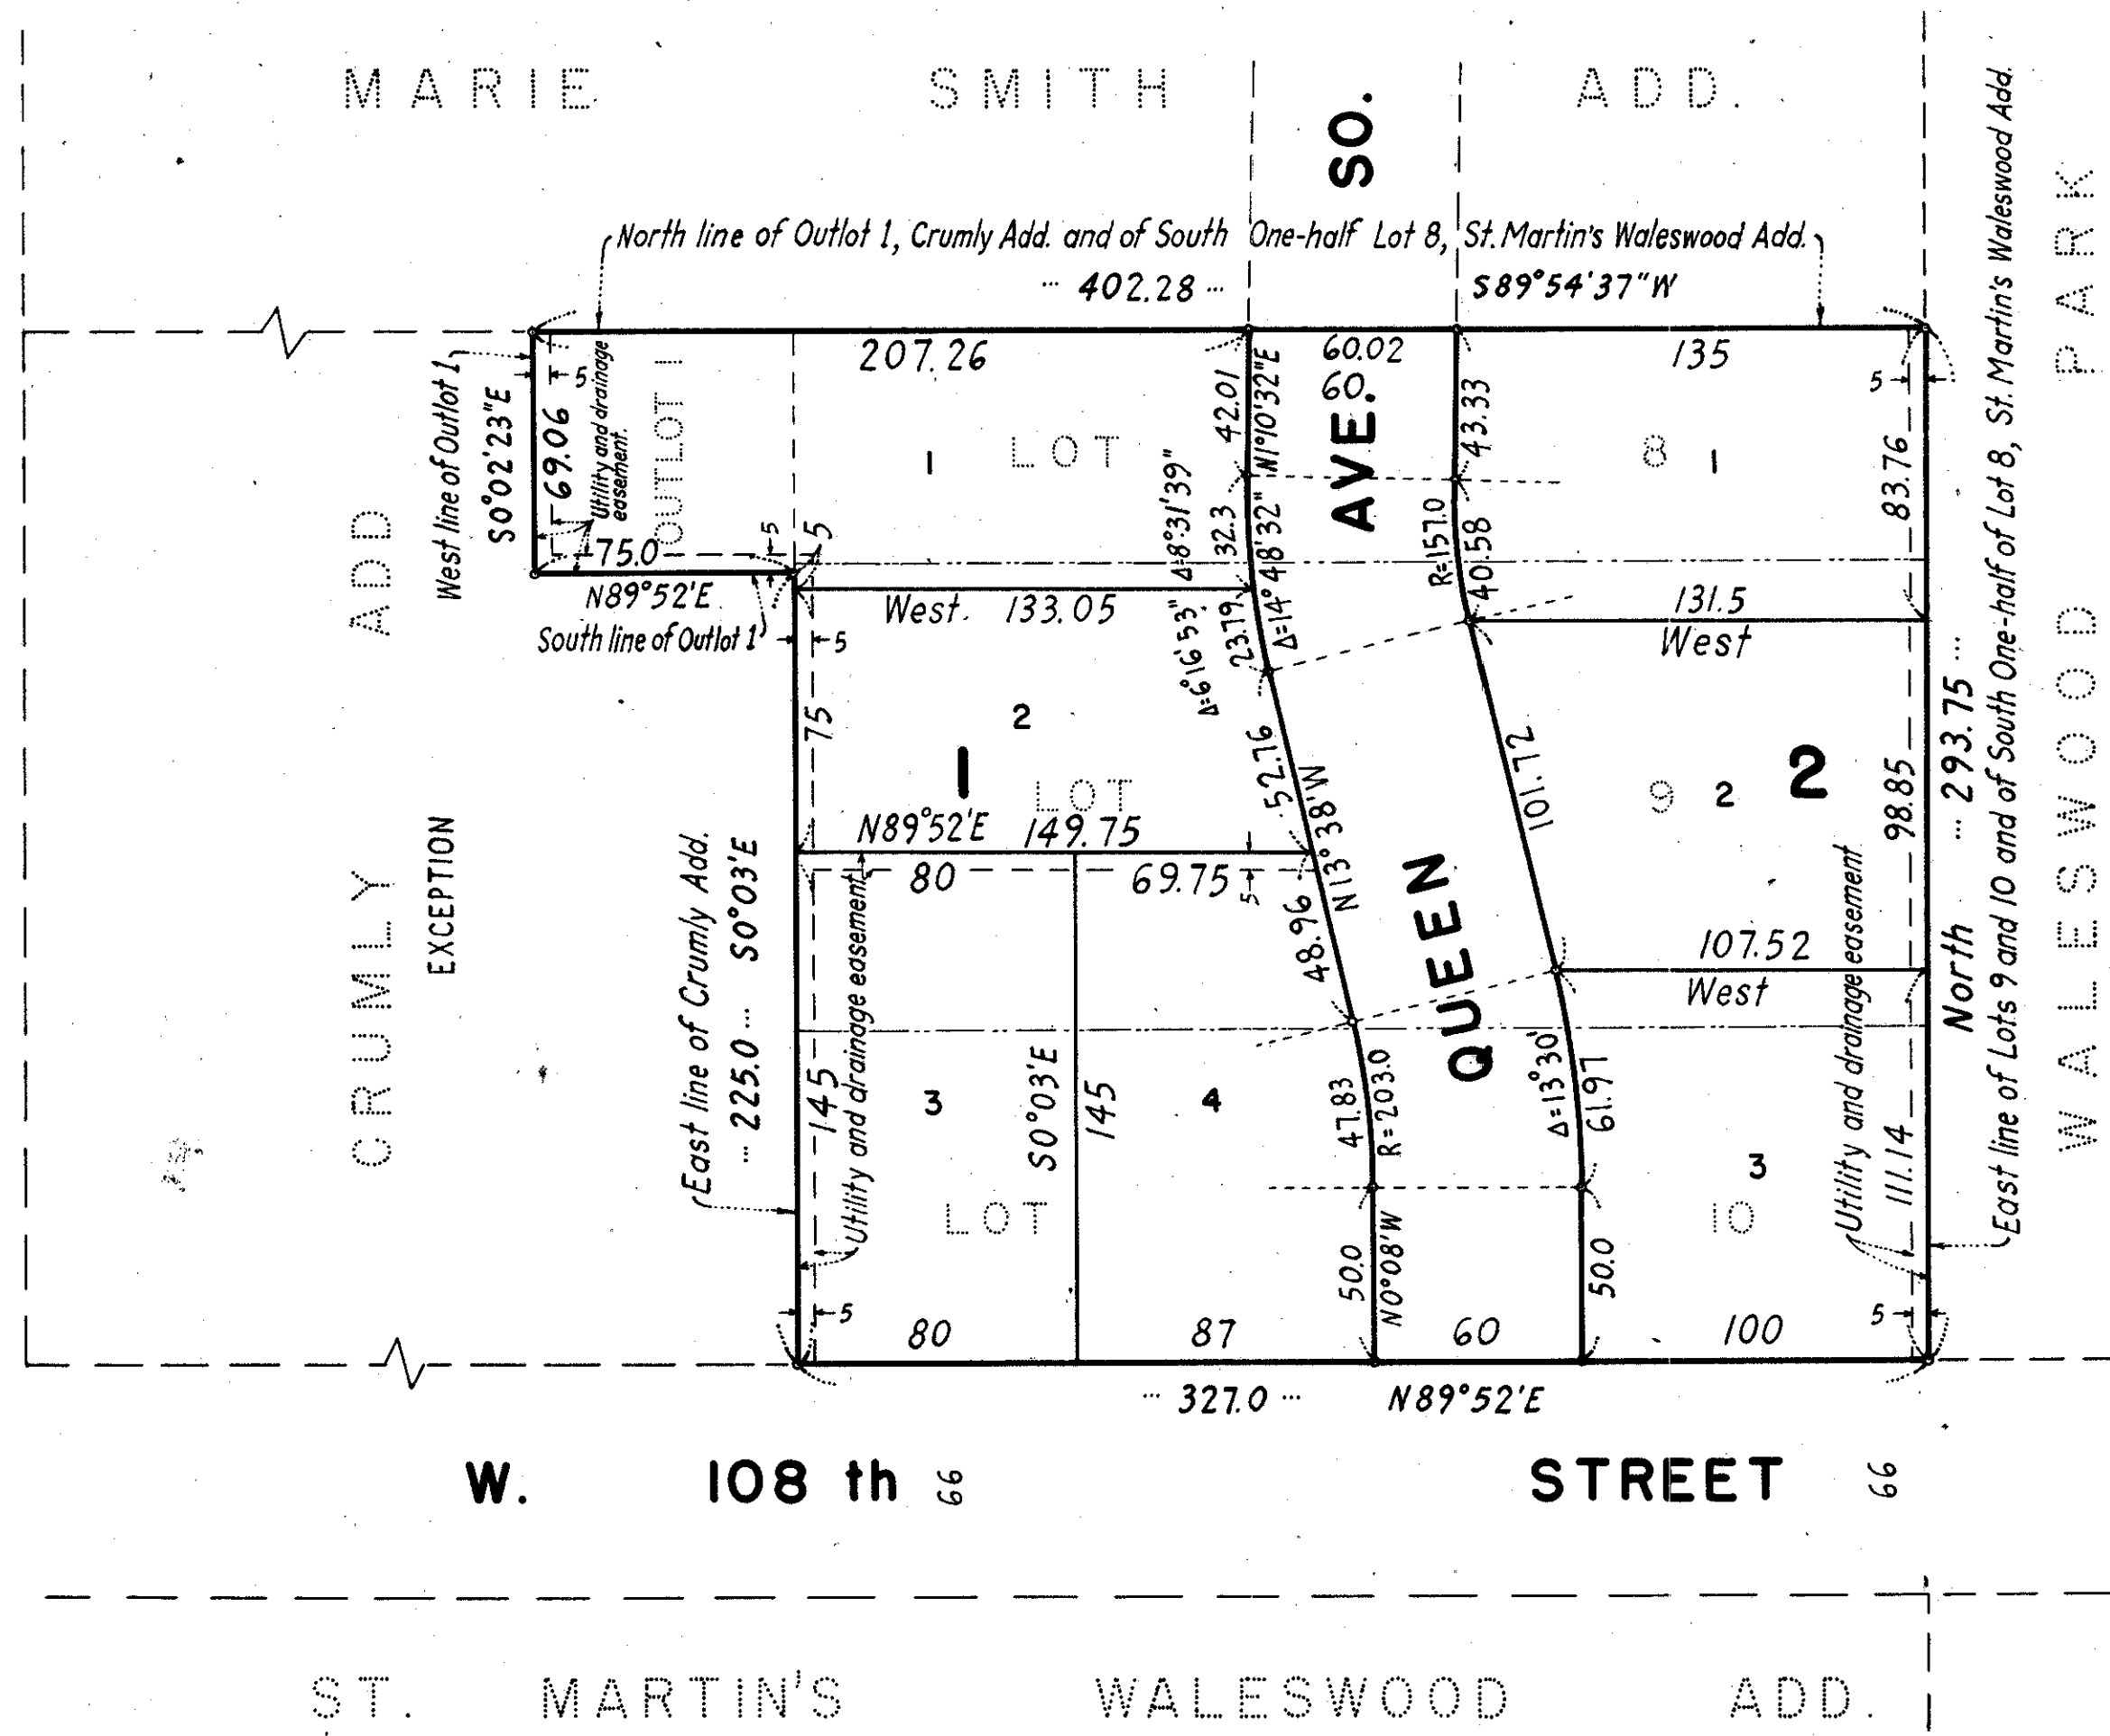 MARIE SMITH ADD.
SO.
North line of Outlot 1, Crumly Add. and of South One-half Lot 8, St. Martin's Waleswood Add.
··· 402.28 ··· S89°54'37"W
207.26 60.02 135
60.
AVE.
QUEEN
West line of Outlot 1
S0°02'23"E
69.06
5
Utility and drainage
easement.
OUTLOT 1
1 LOT
42.01
N1°10'32"E
43.33
8 1
5
83.76
Δ=8°31'39"
32.3
Δ=14°48'32"
R=157.0
40.58
75.0
5
5
N89°52'E
South line of Outlot 1
West. 133.05
131.5
West
5
Δ=6°16'53"
23.79
75
2
1
LOT
52.76
N13°38'W
101.72
9 2 2
98.85
N89°52'E 149.75
80 69.75
5
48.96
107.52
West
CRUMLY ADD
EXCEPTION
East line of Crumly Add.
··· 225.0 ··· S0°03'E
145
Utility and drainage easement
3
S0°03'E
145
4
47.83
R=203.0
Δ=13°30'
61.97
3
111.14
Utility and drainage easement
LOT
10
50.0
N0°08'W
50.0
5
80 87 60 100
5
··· 327.0 ··· N89°52'E
North ··· 293.75 ···
East line of Lots 9 and 10 and of South One-half of Lot 8, St. Martin's Waleswood Add.
WALESWOOD PARK
W. 108 th 66 STREET 66
ST. MARTIN'S WALESWOOD ADD.